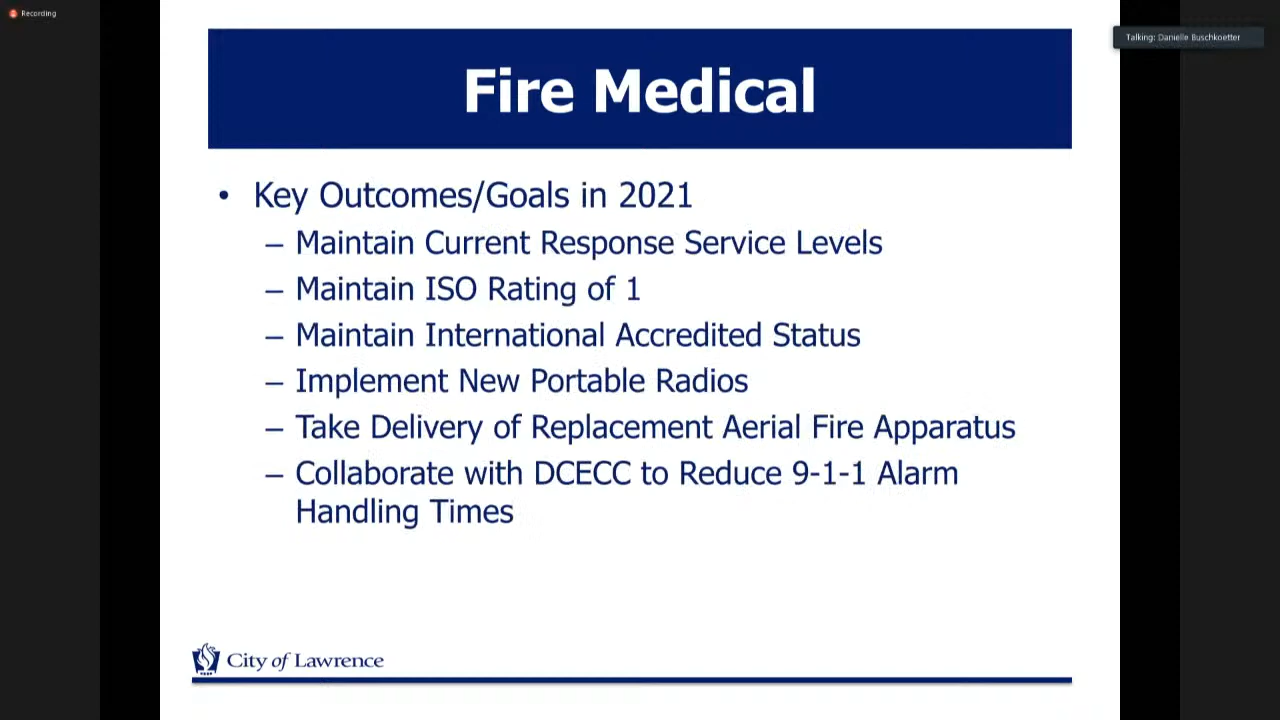 Recording
Talking: Danielle Buschkoetter
Fire Medical
• Key Outcomes/Goals in 2021
– Maintain Current Response Service Levels
– Maintain ISO Rating of 1
– Maintain International Accredited Status
– Implement New Portable Radios
– Take Delivery of Replacement Aerial Fire Apparatus
– Collaborate with DCECC to Reduce 9-1-1 Alarm
Handling Times
City of Lawrence